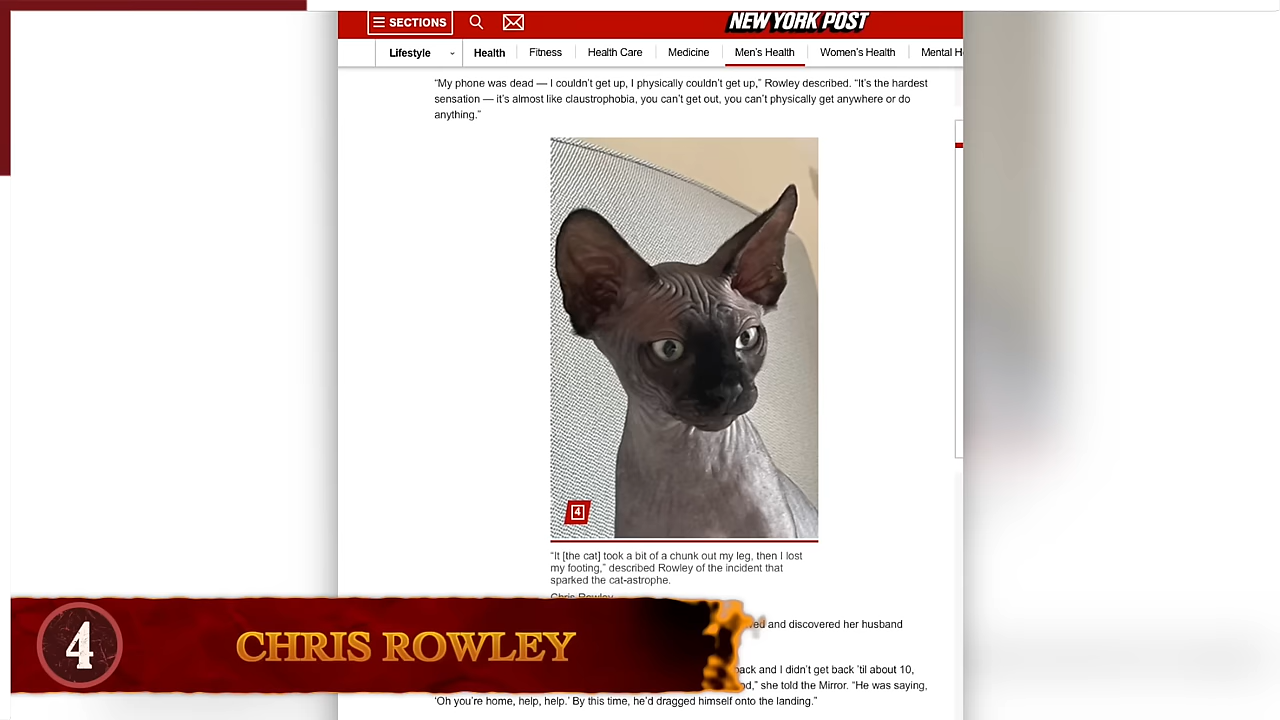 SECTIONS
NEW YORK POST
Lifestyle
Health
Fitness
Health Care
Medicine
Men's Health
Women's Health
Mental H
“My phone was dead — I couldn’t get up, I physically couldn’t get up,” Rowley described. “It’s the hardest
sensation — it’s almost like claustrophobia, you can’t get out, you can’t physically get anywhere or do
anything.”
4
“It [the cat] took a bit of a chunk out my leg, then I lost
my footing,” described Rowley of the incident that
sparked the cat-astrophe.
Chris Rowley
and discovered her husband
4
CHRIS ROWLEY
back and I didn’t get back ’til about 10,
she told the Mirror. “He was saying,
‘Oh you’re home, help, help.’ By this time, he’d dragged himself onto the landing.”